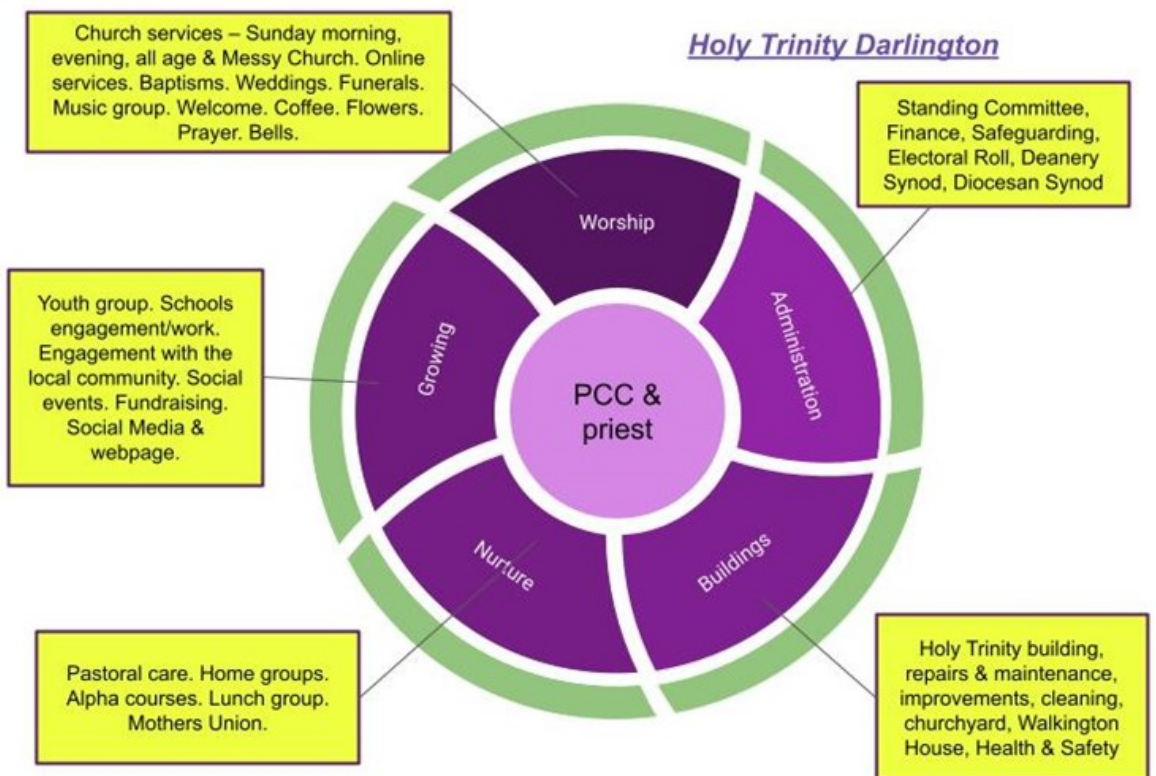 Holy Trinity Darlington
Church services – Sunday morning,
evening, all age & Messy Church. Online
services. Baptisms. Weddings. Funerals.
Music group. Welcome. Coffee. Flowers.
Prayer. Bells.
Standing Committee,
Finance, Safeguarding,
Electoral Roll, Deanery
Synod, Diocesan Synod
Worship
Administration
Growing
PCC &
priest
Nurture
Buildings
Youth group. Schools
engagement/work.
Engagement with the
local community. Social
events. Fundraising.
Social Media &
webpage.
Pastoral care. Home groups.
Alpha courses. Lunch group.
Mothers Union.
Holy Trinity building,
repairs & maintenance,
improvements, cleaning,
churchyard, Walkington
House, Health & Safety